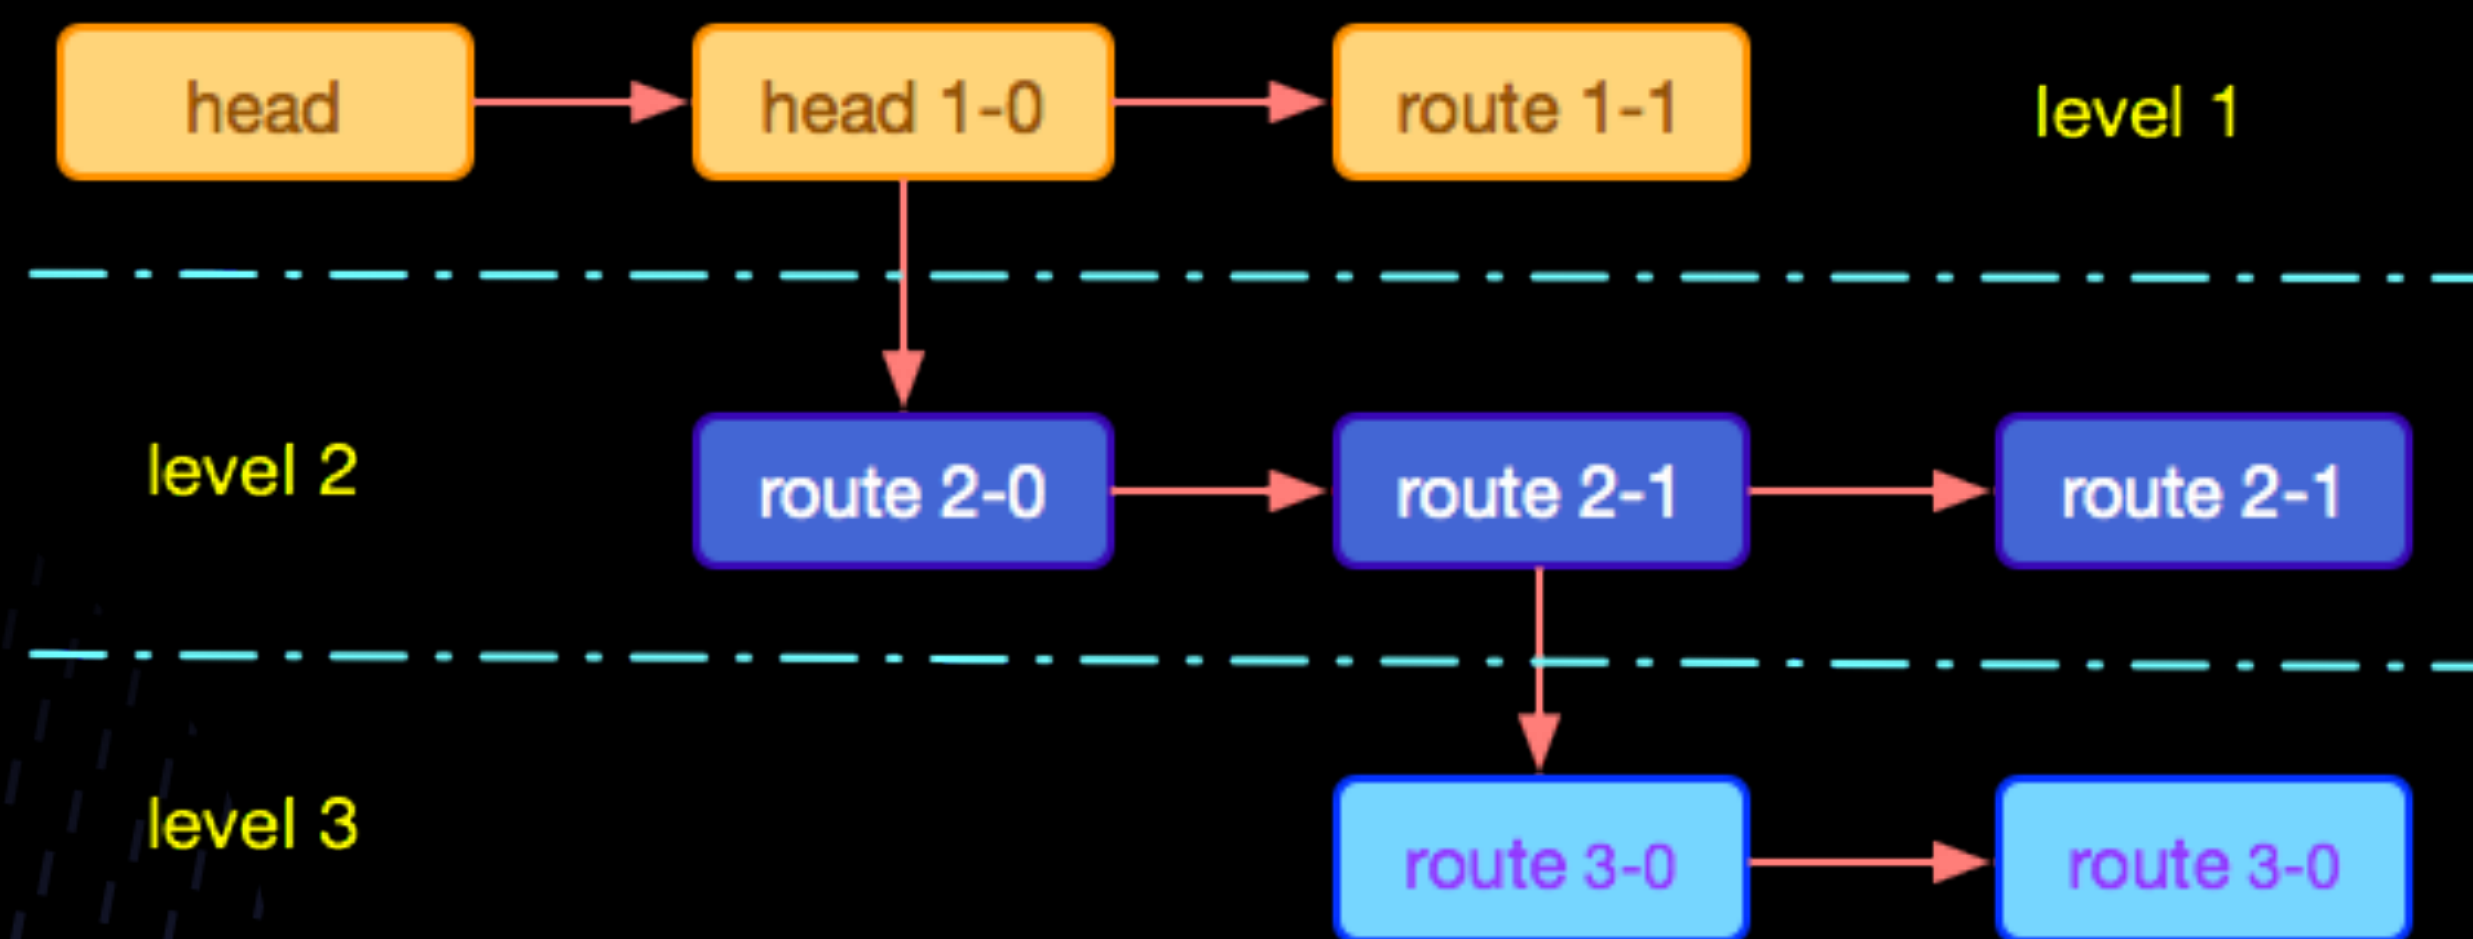 head
head 1-0
route 1-1
level 1
level 2
route 2-0
route 2-1
route 2-1
level 3
route 3-0
route 3-0